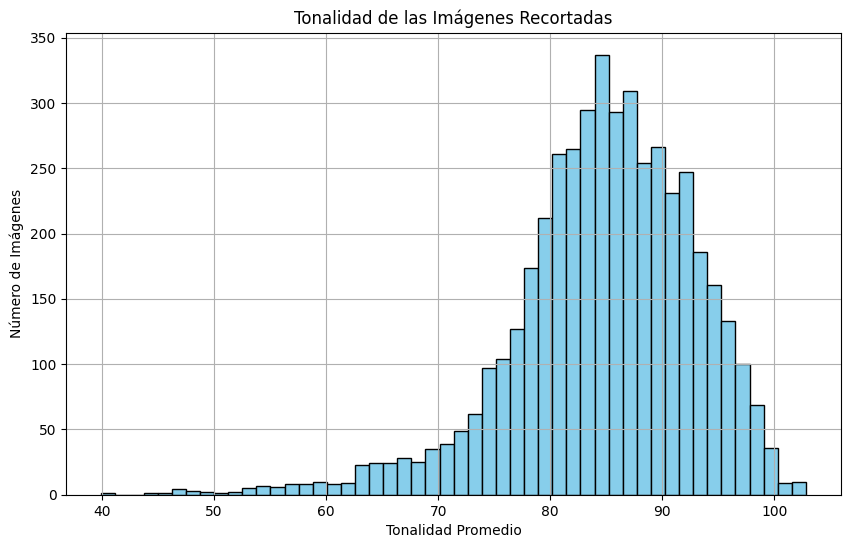 Tonalidad de las Imágenes Recortadas
350
300
250
200
150
100
50
0
Número de Imágenes
40 50 60 70 80 90 100
Tonalidad Promedio